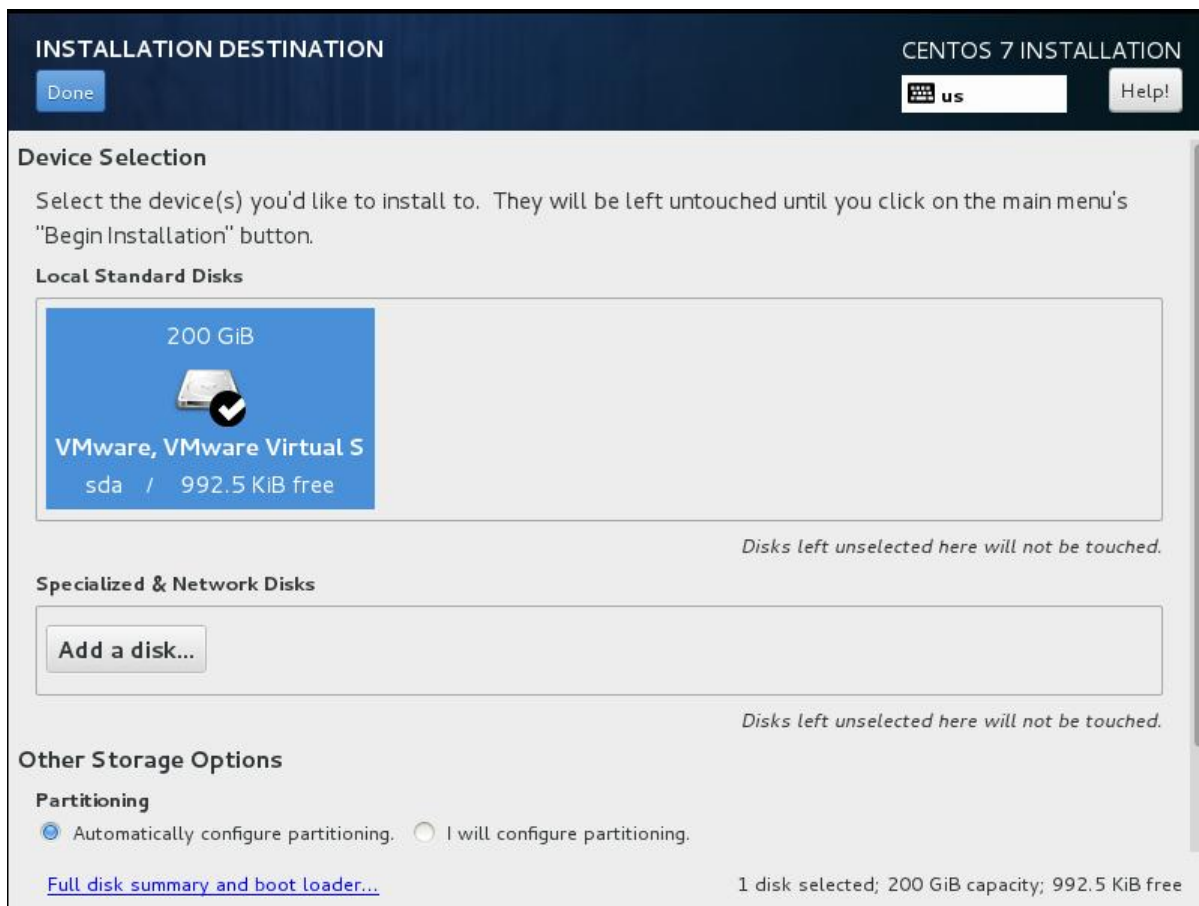 INSTALLATION DESTINATION
CENTOS 7 INSTALLATION
Done
us
Help!
Device Selection
Select the device(s) you'd like to install to. They will be left untouched until you click on the main menu's
"Begin Installation" button.
Local Standard Disks
200 GiB
VMware, VMware Virtual S
sda / 992.5 KiB free
Disks left unselected here will not be touched.
Specialized & Network Disks
Add a disk...
Disks left unselected here will not be touched.
Other Storage Options
Partitioning
Automatically configure partitioning. I will configure partitioning.
Full disk summary and boot loader...
1 disk selected; 200 GiB capacity; 992.5 KiB free